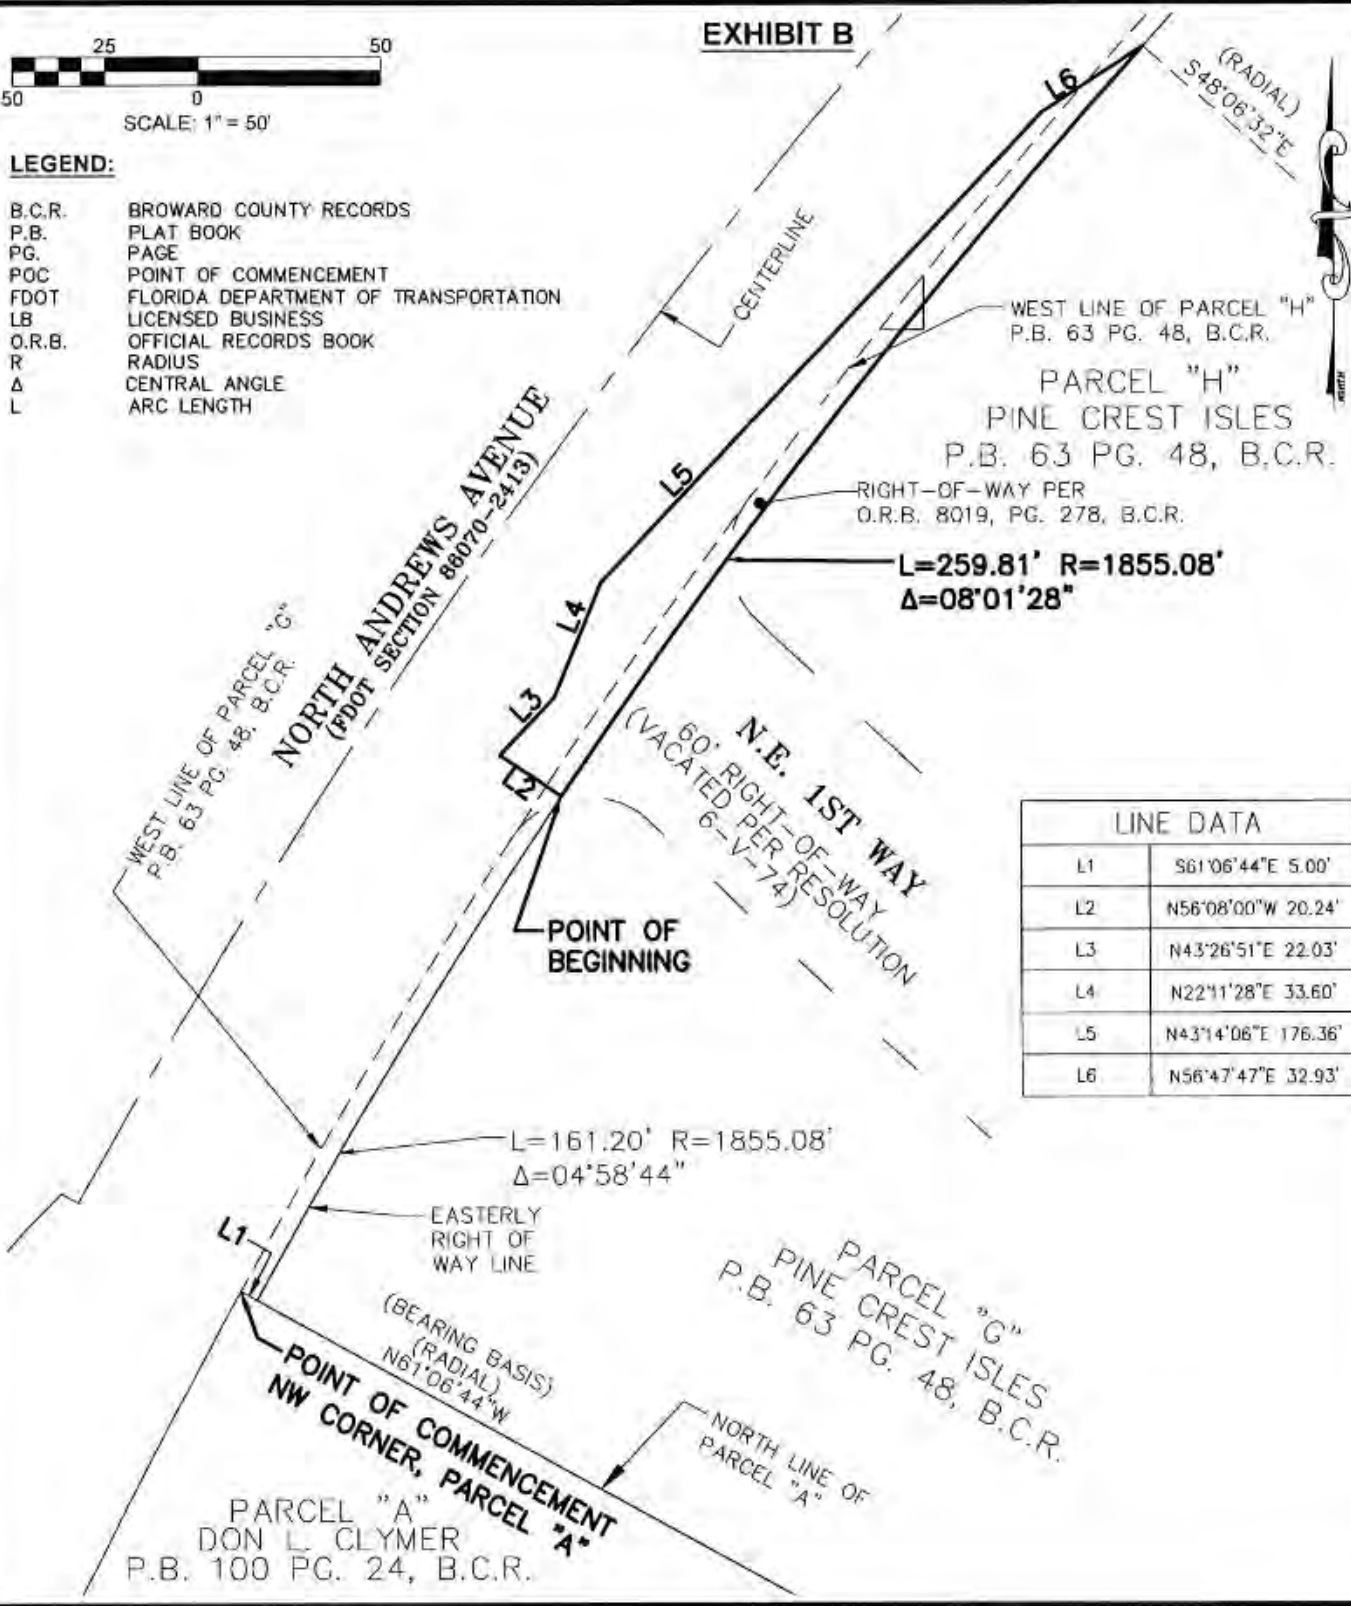 EXHIBIT B
25 50
50 0
SCALE: 1" = 50'
LEGEND:
B.C.R. BROWARD COUNTY RECORDS
P.B. PLAT BOOK
PG. PAGE
POC POINT OF COMMENCEMENT
FDOT FLORIDA DEPARTMENT OF TRANSPORTATION
LB LICENSED BUSINESS
O.R.B. OFFICIAL RECORDS BOOK
R RADIUS
Δ CENTRAL ANGLE
L ARC LENGTH
L6
(RADIAL)
S48°06'32"E
NORTH
CENTERLINE
WEST LINE OF PARCEL "H"
P.B. 63 PG. 48, B.C.R.
PARCEL "H"
PINE CREST ISLES
P.B. 63 PG. 48, B.C.R.
RIGHT-OF-WAY PER
O.R.B. 8019, PG. 278, B.C.R.
L5
L=259.81' R=1855.08'
Δ=08°01'28"
NORTH ANDREWS AVENUE
(FDOT SECTION 86070-2413)
L4
L3
L2
WEST LINE OF PARCEL "G"
P.B. 63 PG. 48, B.C.R.
N.E. 1ST WAY
60' RIGHT-OF-WAY
(VACATED PER RESOLUTION
6-V-74)
POINT OF
BEGINNING
LINE DATA
L1 S61°06'44"E 5.00'
L2 N56°08'00"W 20.24'
L3 N43°26'51"E 22.03'
L4 N22°11'28"E 33.60'
L5 N43°14'06"E 176.36'
L6 N56°47'47"E 32.93'
L=161.20' R=1855.08'
Δ=04°58'44"
EASTERLY
RIGHT OF
WAY LINE
L1
(BEARING BASIS)
(RADIAL)
N61°06'44"W
POINT OF COMMENCEMENT
NW CORNER, PARCEL "A"
PARCEL "G"
PINE CREST ISLES
P.B. 63 PG. 48, B.C.R.
NORTH LINE OF
PARCEL "A"
PARCEL "A"
DON L. CLYMER
P.B. 100 PG. 24, B.C.R.